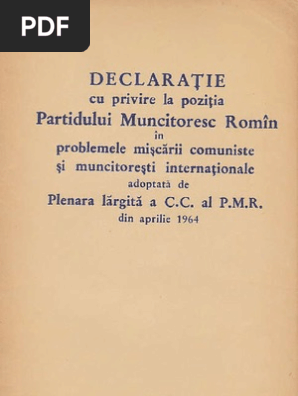 PDF
DECLARAȚIE
cu privire la poziția
Partidului Muncitoresc Romîn
în
problemele mișcării comuniste
și muncitorești internaționale
adoptată de
Plenara lărgită a C.C. al P.M.R.
din aprilie 1964